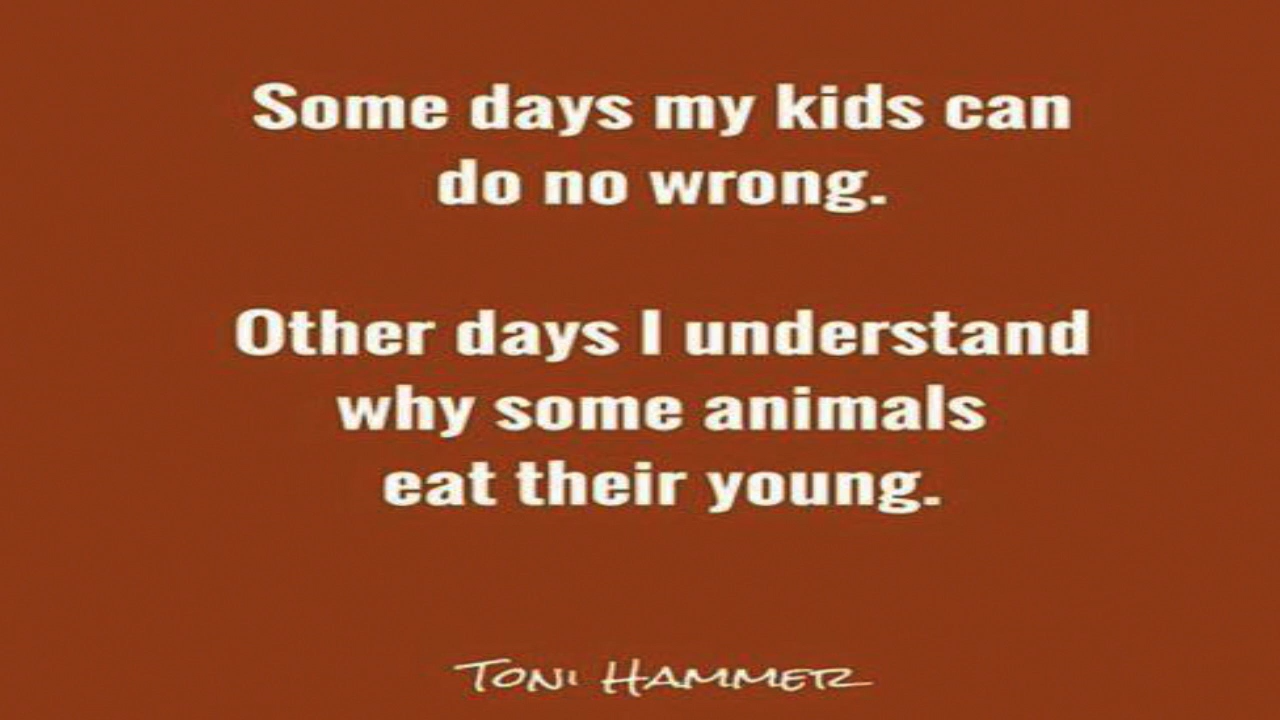 Some days my kids can
do no wrong.
Other days I understand
why some animals
eat their young.
TONI HAMMER